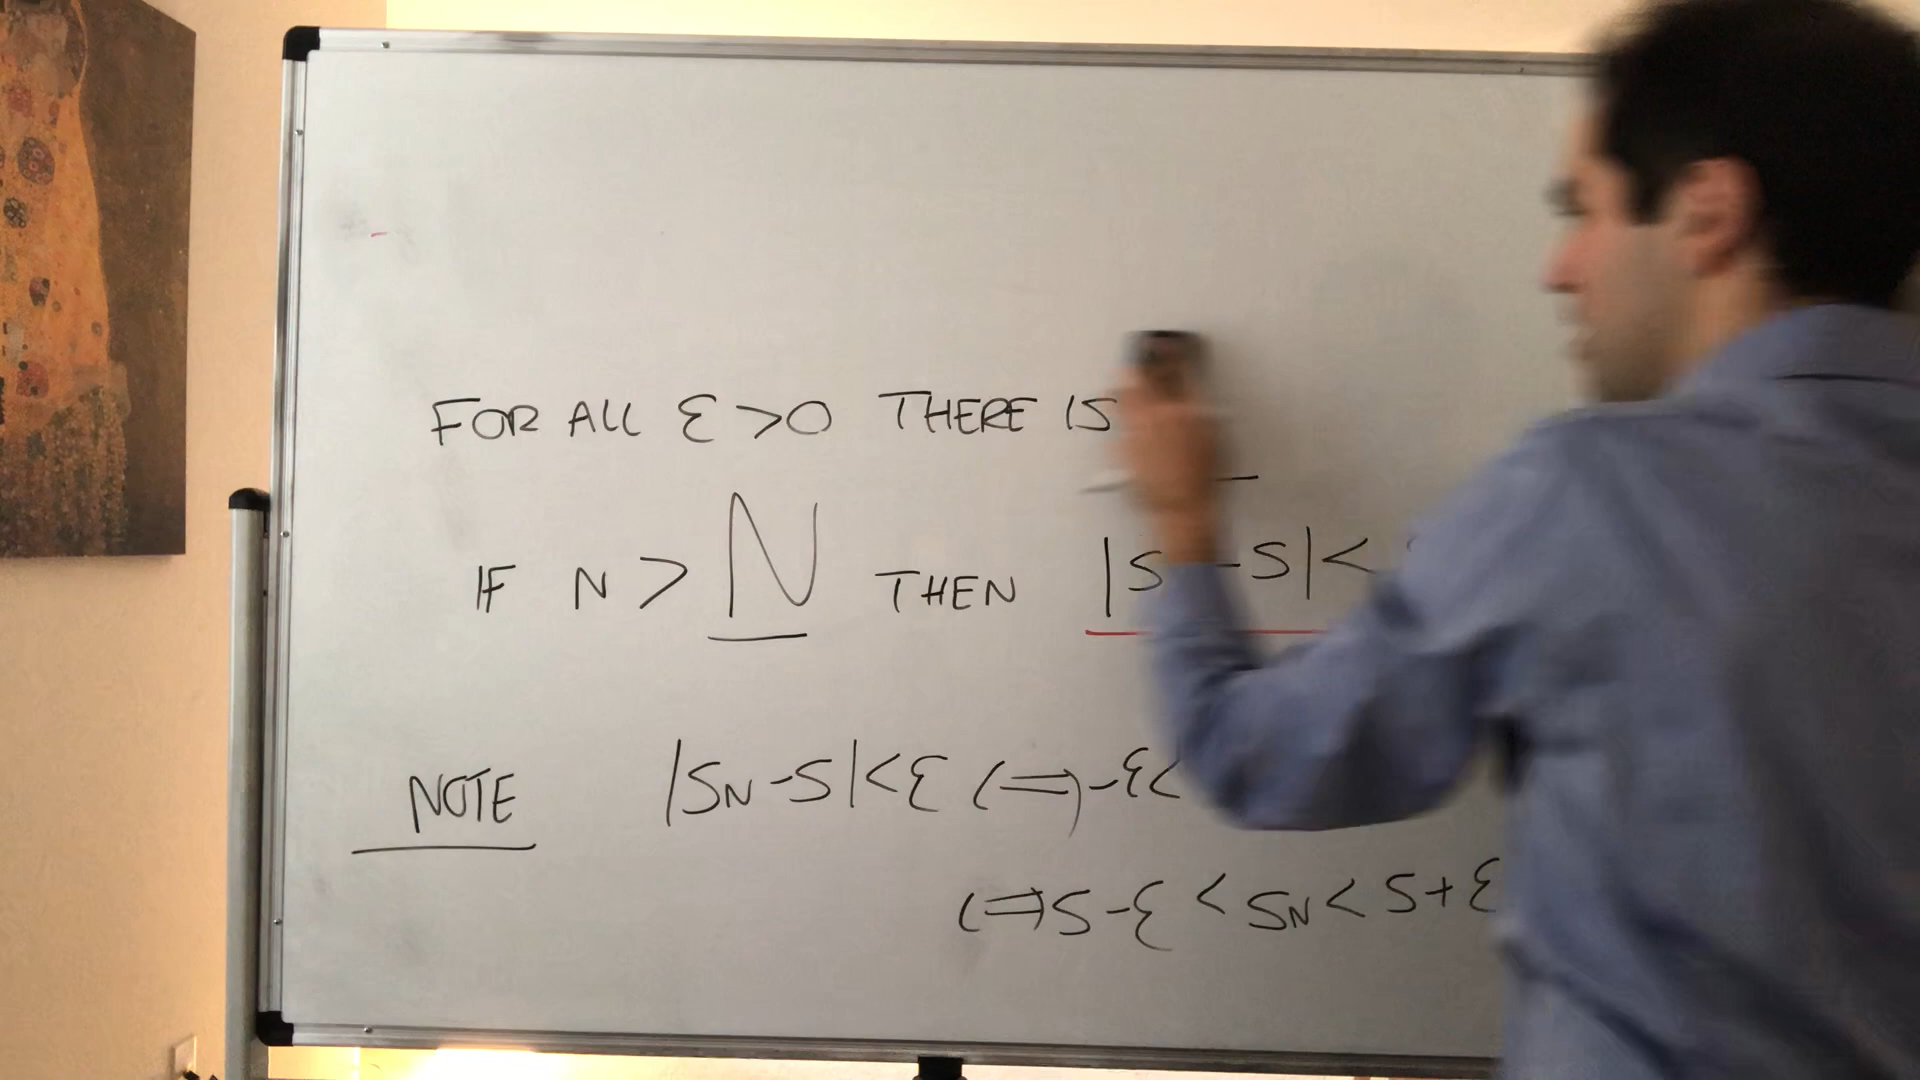 FOR ALL ε > 0 THERE IS
IF N > N THEN |S - S| <
NOTE |SN - S| < ε (=) -ε <
(=) S - ε < SN < S + ε